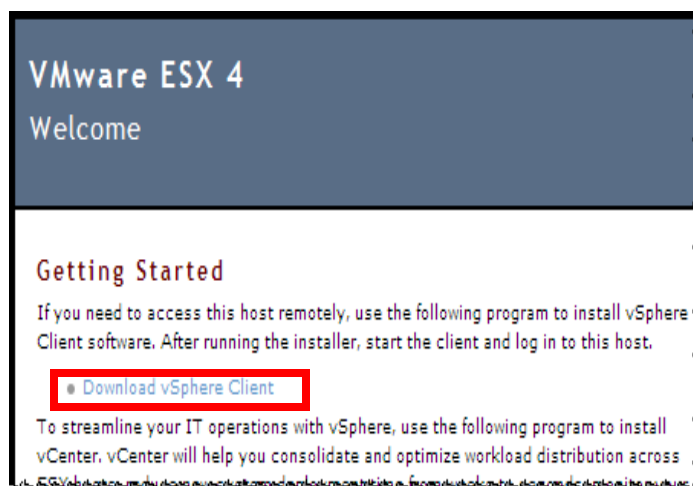 VMware ESX 4
Welcome
Getting Started
If you need to access this host remotely, use the following program to install vSphere
Client software. After running the installer, start the client and log in to this host.
Download vSphere Client
To streamline your IT operations with vSphere, use the following program to install
vCenter. vCenter will help you consolidate and optimize workload distribution across